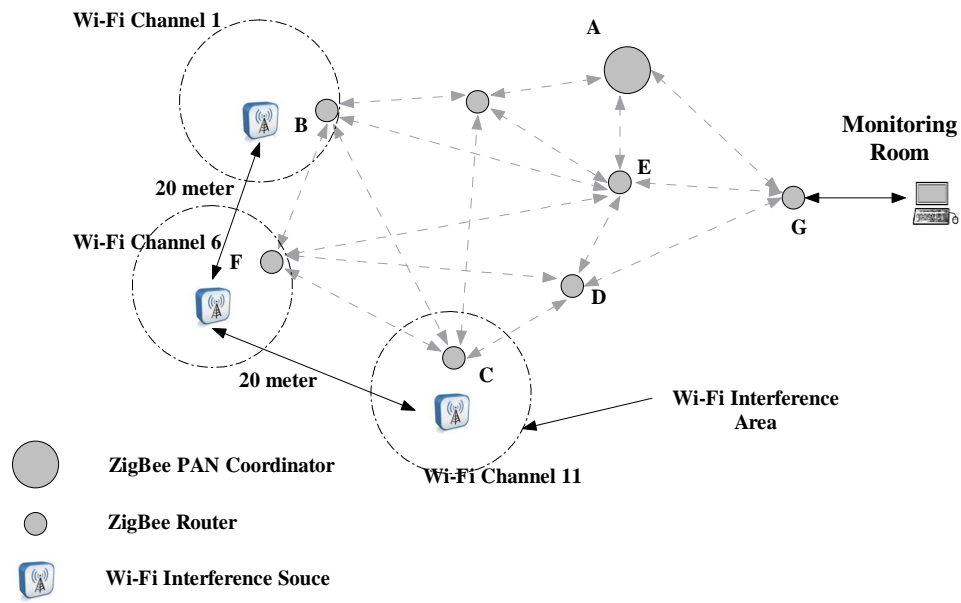 Wi-Fi Channel 1
A
B
Monitoring
Room
E
20 meter
G
Wi-Fi Channel 6
F
D
C
20 meter
Wi-Fi Interference
Area
Wi-Fi Channel 11
ZigBee PAN Coordinator
ZigBee Router
Wi-Fi Interference Souce